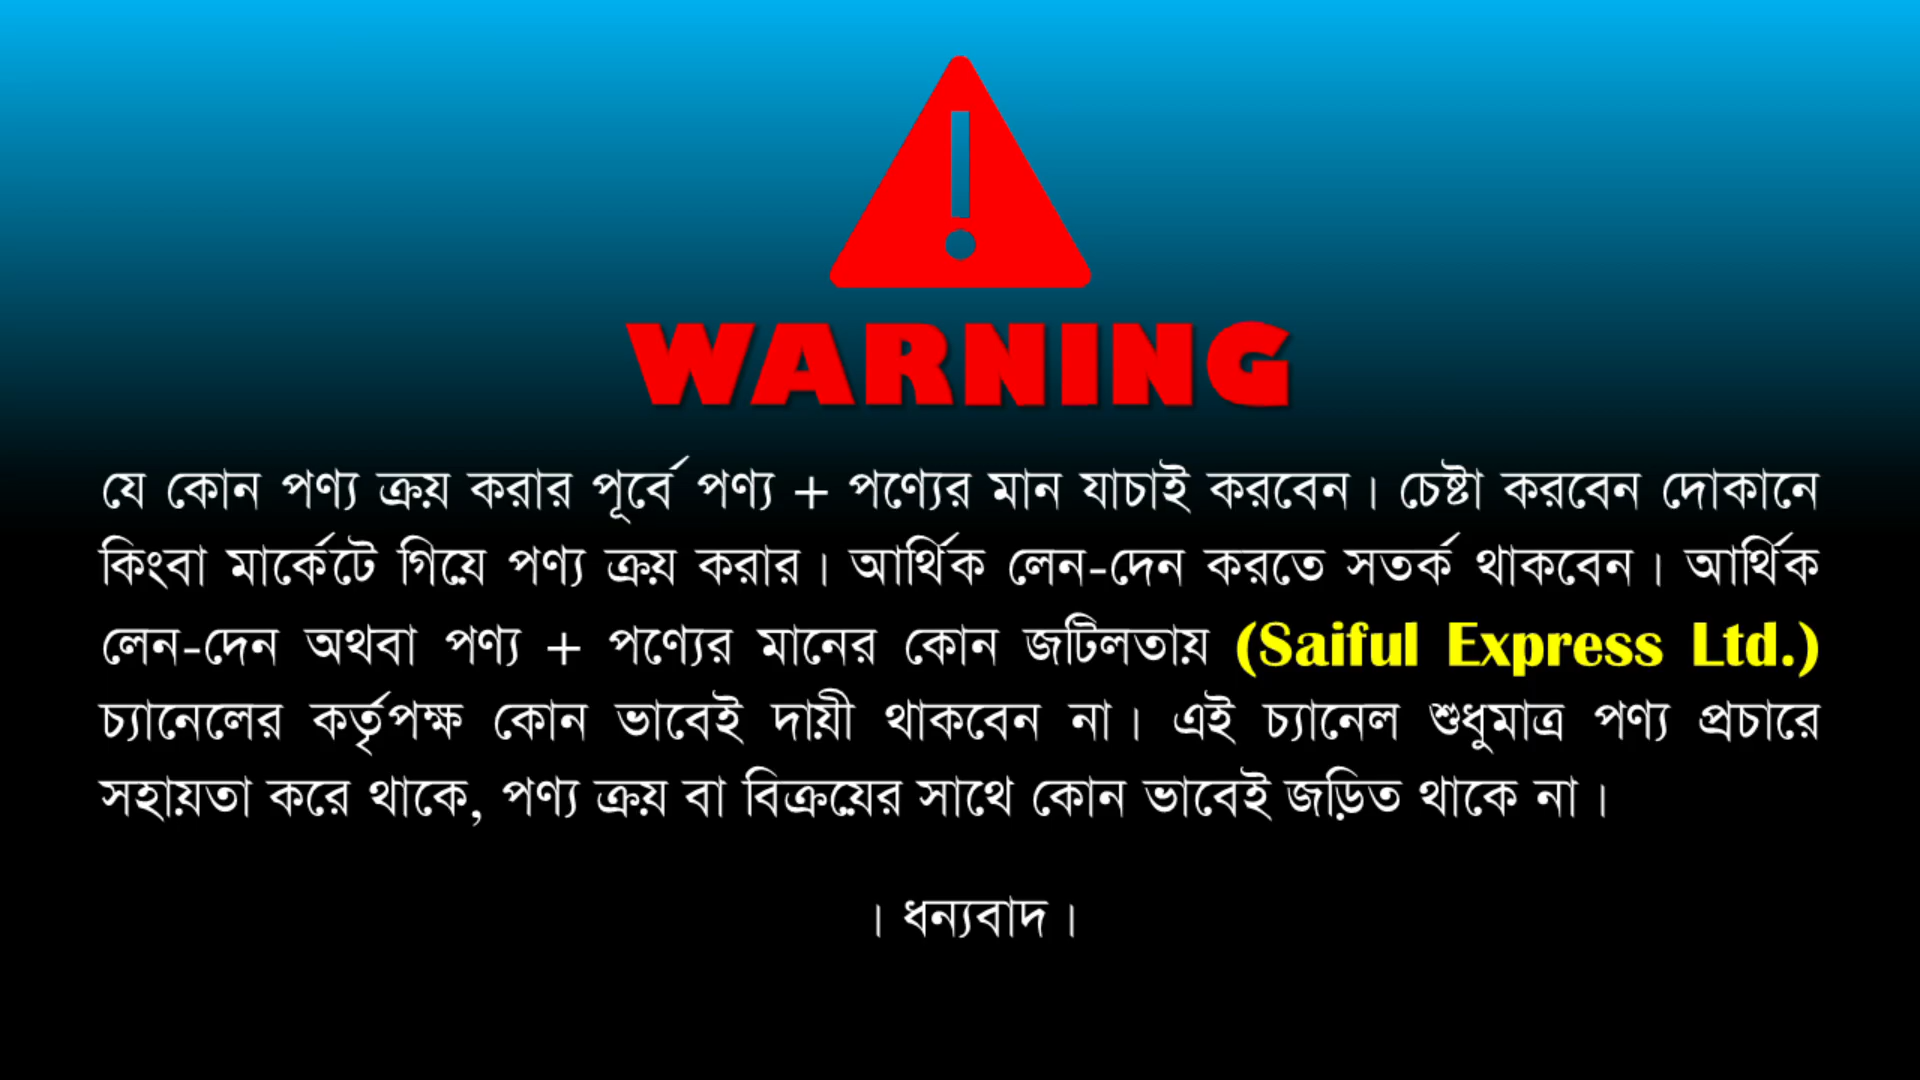 WARNING
যে কোন পণ্য ক্রয় করার পূর্বে পণ্য + পণ্যের মান যাচাই করবেন। চেষ্টা করবেন দোকানে
কিংবা মার্কেটে গিয়ে পণ্য ক্রয় করার। আর্থিক লেন-দেন করতে সতর্ক থাকবেন। আর্থিক
লেন-দেন অথবা পণ্য + পণ্যের মানের কোন জটিলতায় (Saiful Express Ltd.)
চ্যানেলের কর্তৃপক্ষ কোন ভাবেই দায়ী থাকবেন না। এই চ্যানেল শুধুমাত্র পণ্য প্রচারে
সহায়তা করে থাকে, পণ্য ক্রয় বা বিক্রয়ের সাথে কোন ভাবেই জড়িত থাকে না।
। ধন্যবাদ।